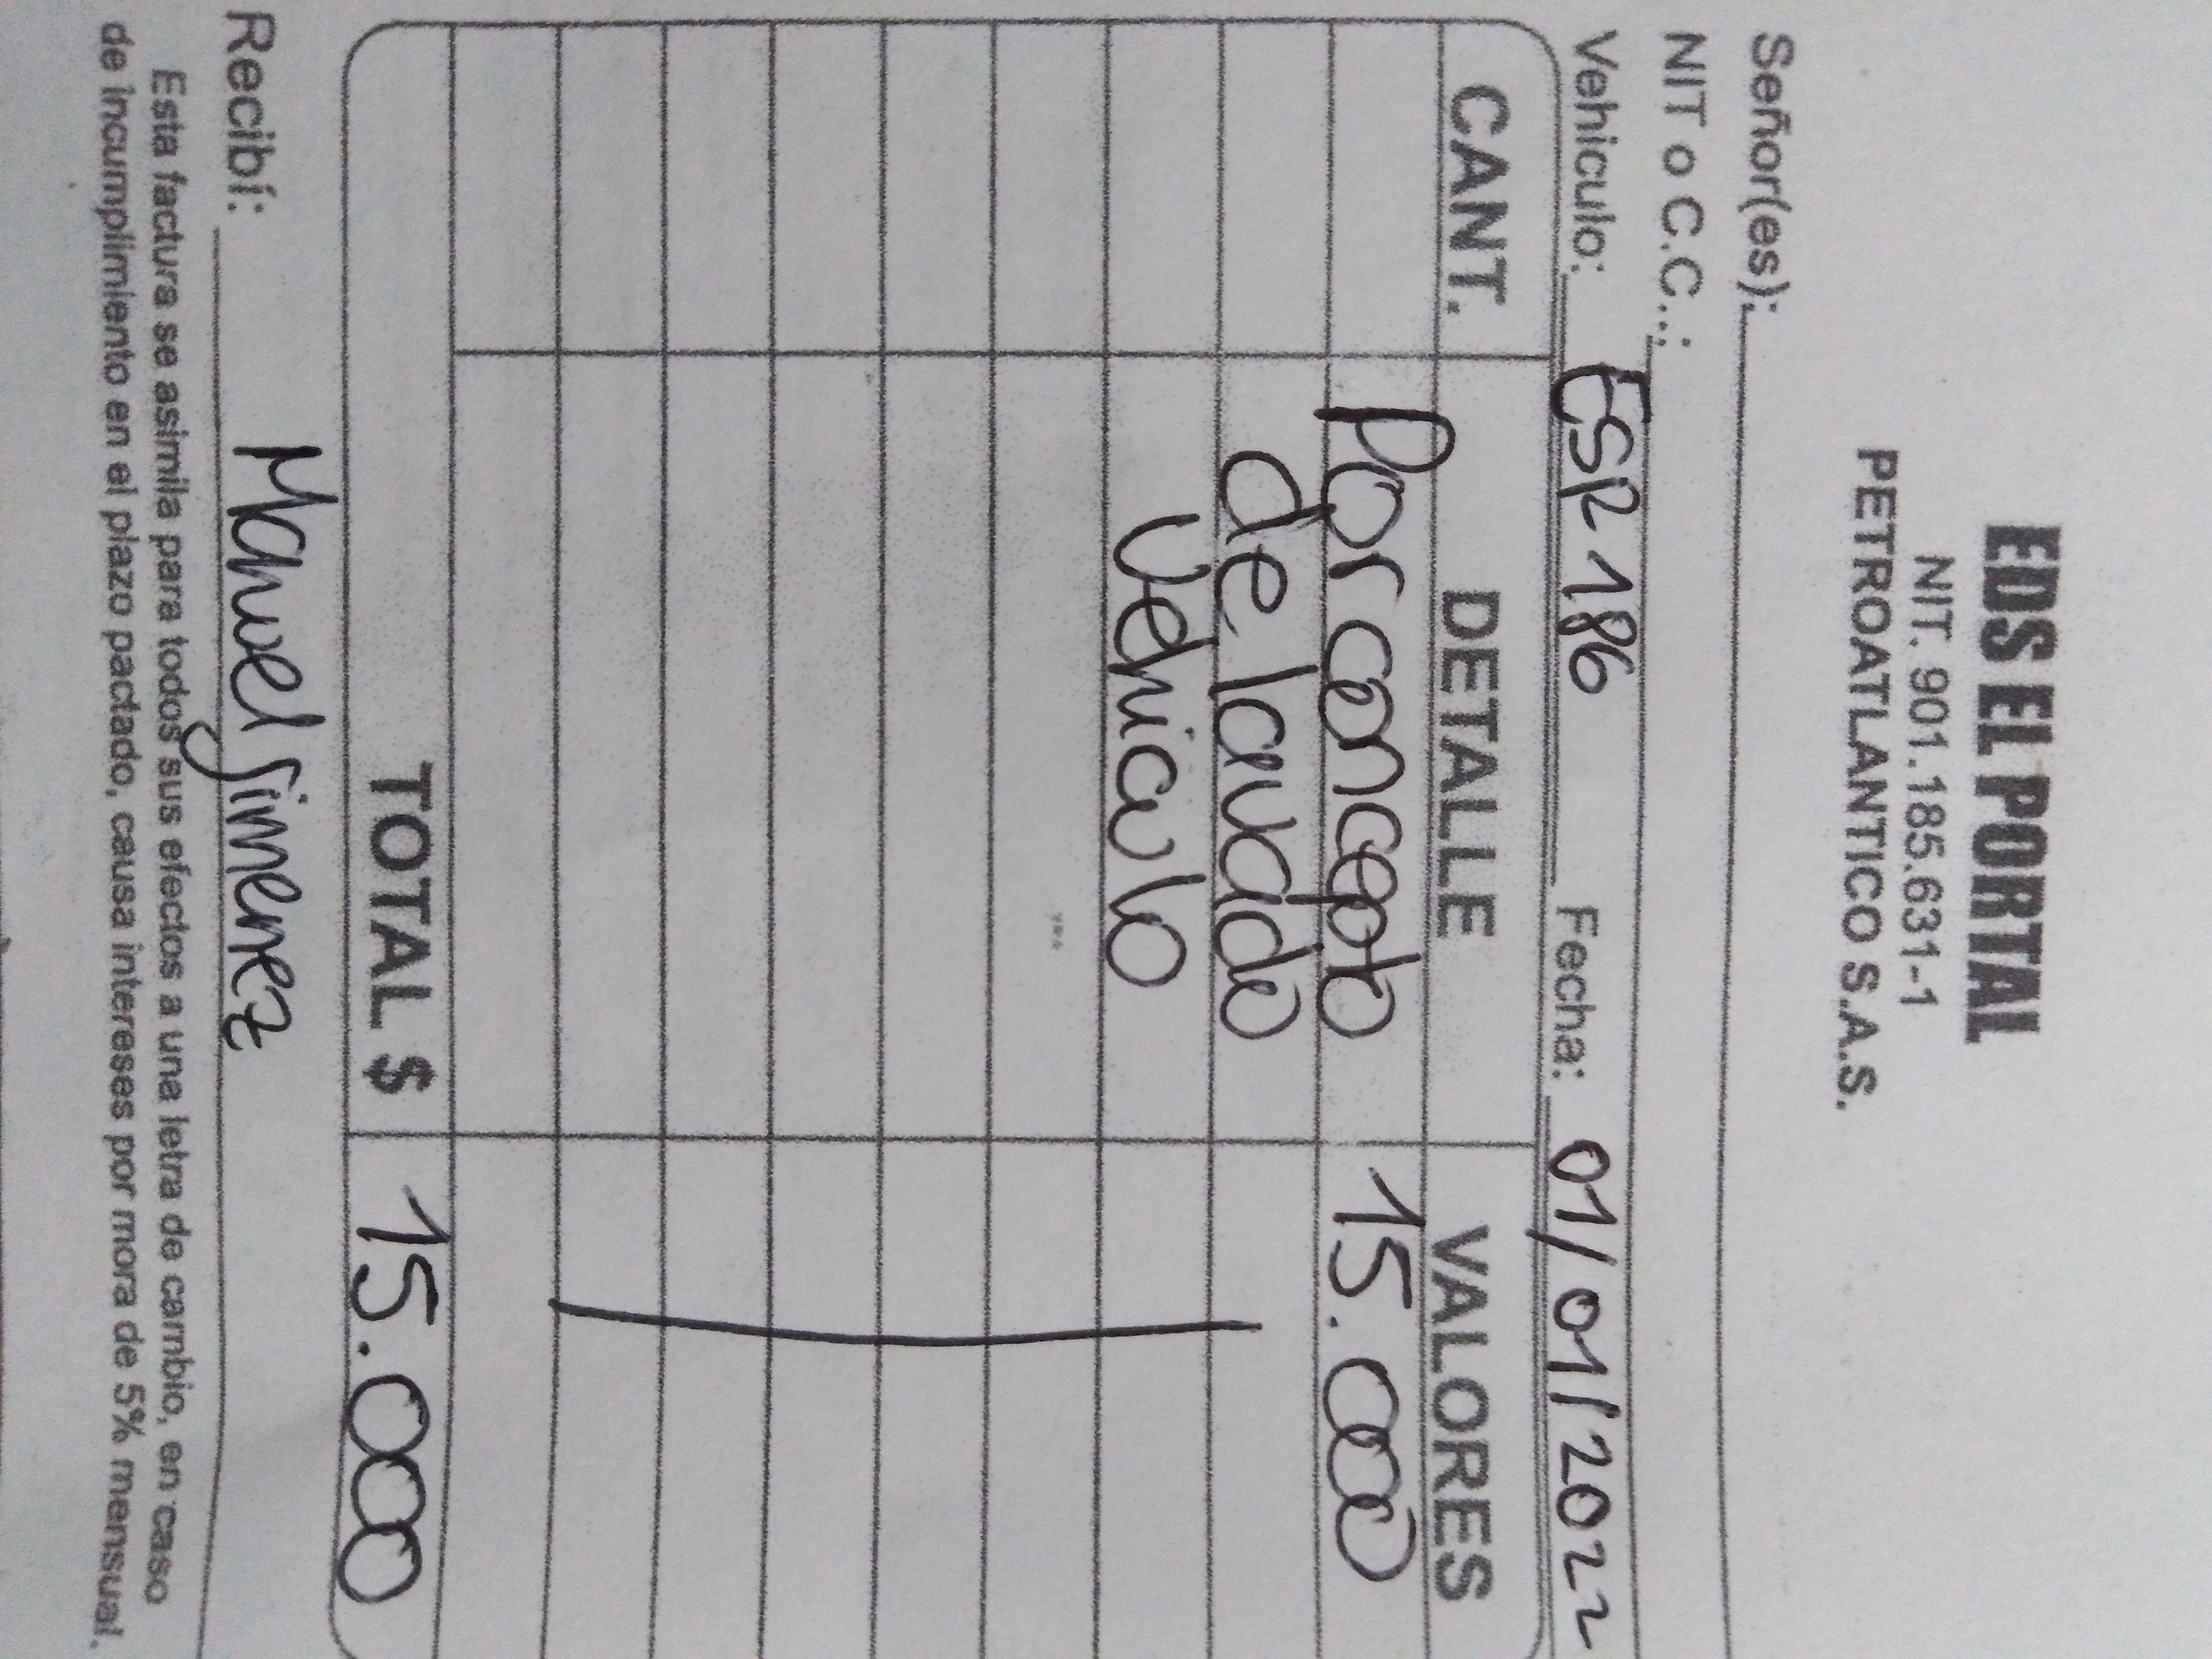 EDS EL PORTAL
NIT. 901.185.631-1
PETROATLANTICO S.A.S.
Señor(es):
NIT o C.C.:
Vehiculo: ESR 186 Fecha: 01/01/2022
CANT. DETALLE VALORES
Por concepto 15.000
de lavado
Vehiculo
TOTAL $ 15.000
Recibí: Manuel Jimenez
Esta factura se asimila para todos sus efectos a una letra de cambio, en caso
de incumplimiento en el plazo pactado, causa intereses por mora de 5% mensual.